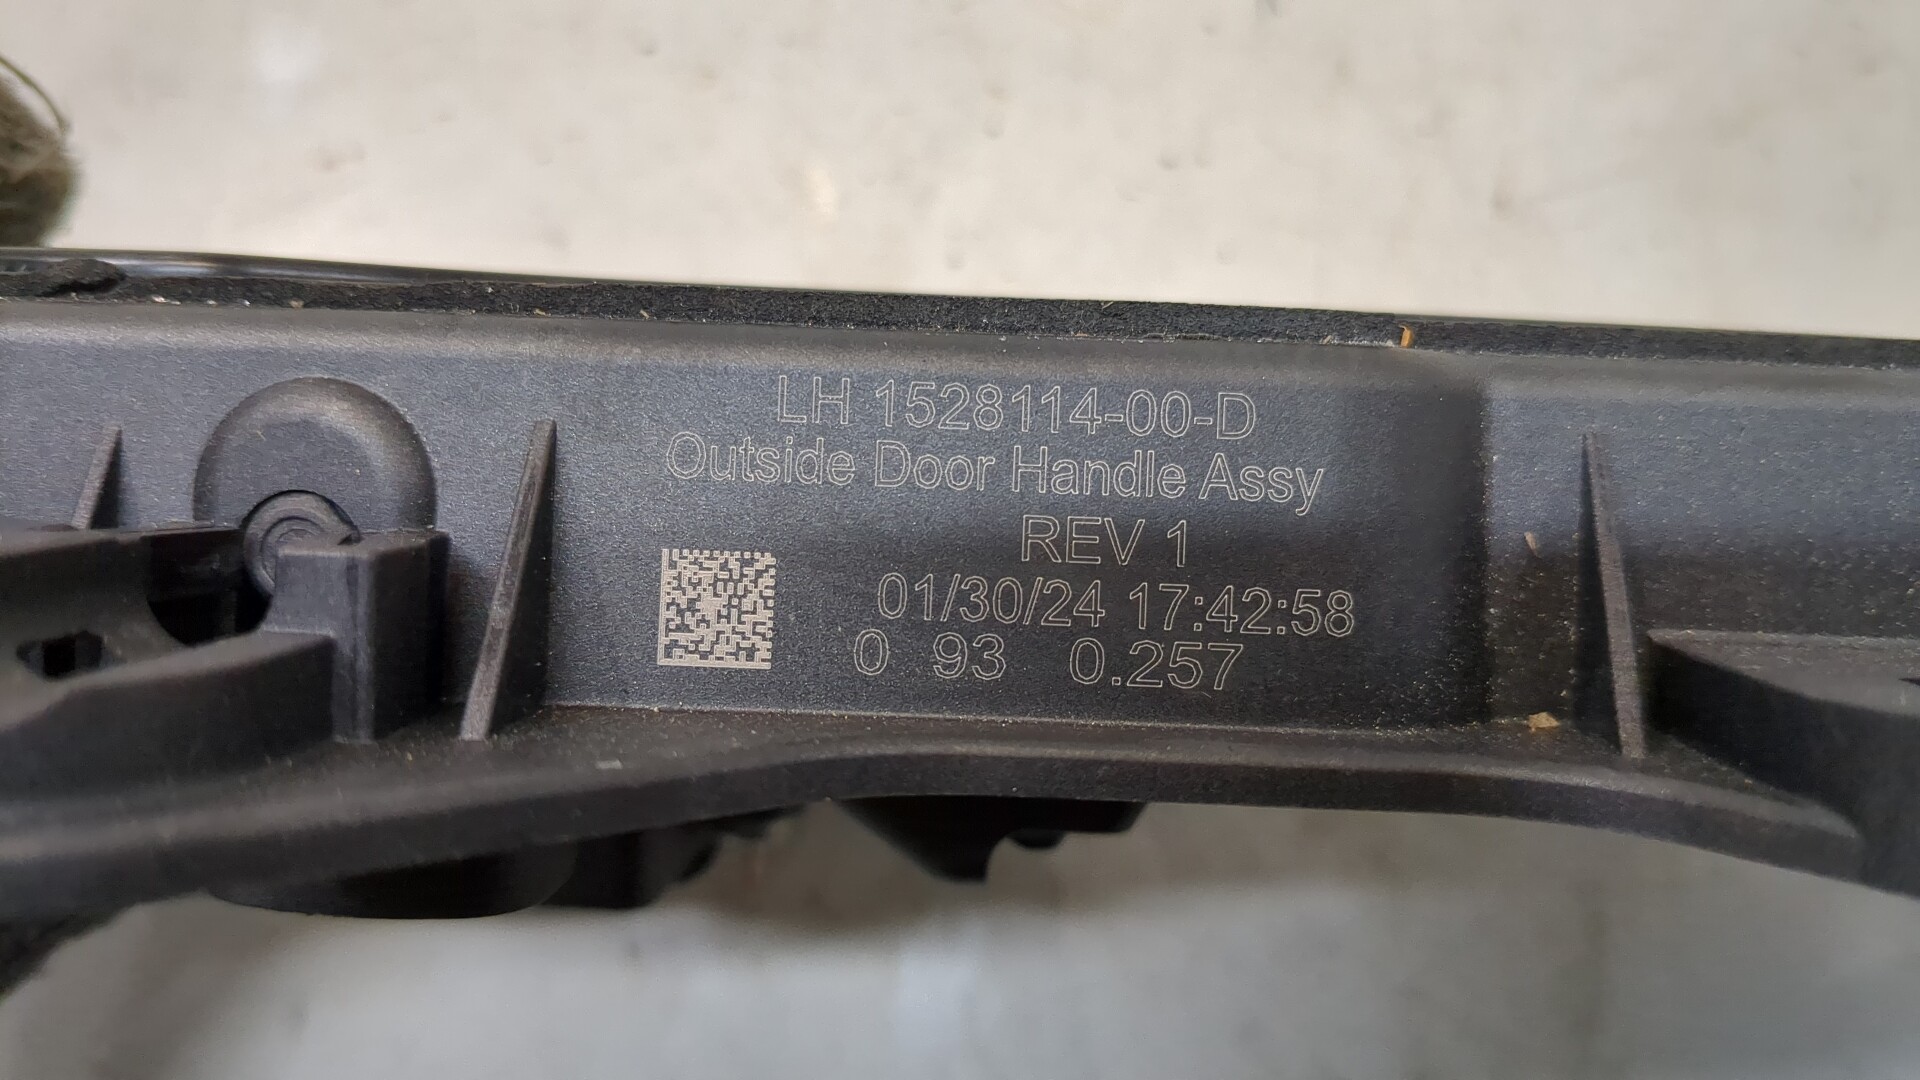 LH 1528114-00-D
Outside Door Handle Assy
REV 1
01/30/24 17:42:58
0 93 0.257